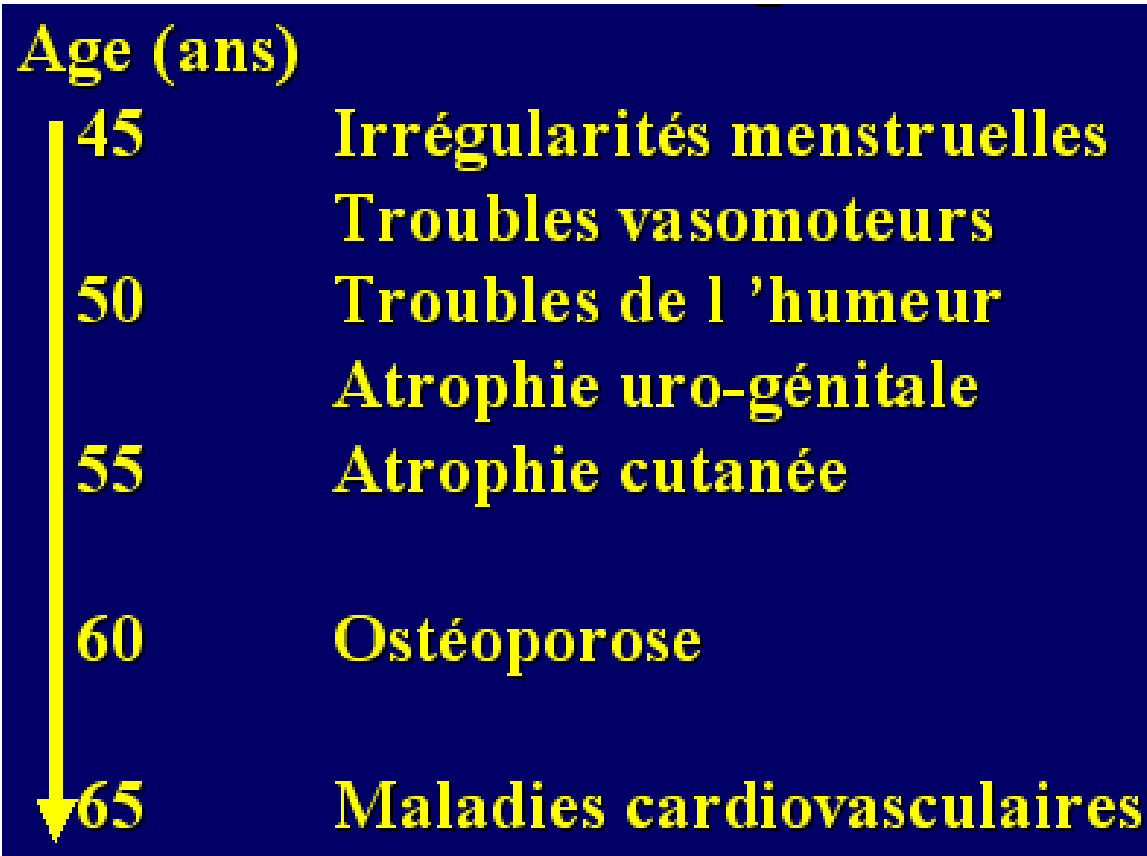 Age (ans)
45 Irrégularités menstruelles
Troubles vasomoteurs
50 Troubles de l ’humeur
Atrophie uro-génitale
55 Atrophie cutanée
60 Ostéoporose
65 Maladies cardiovasculaires